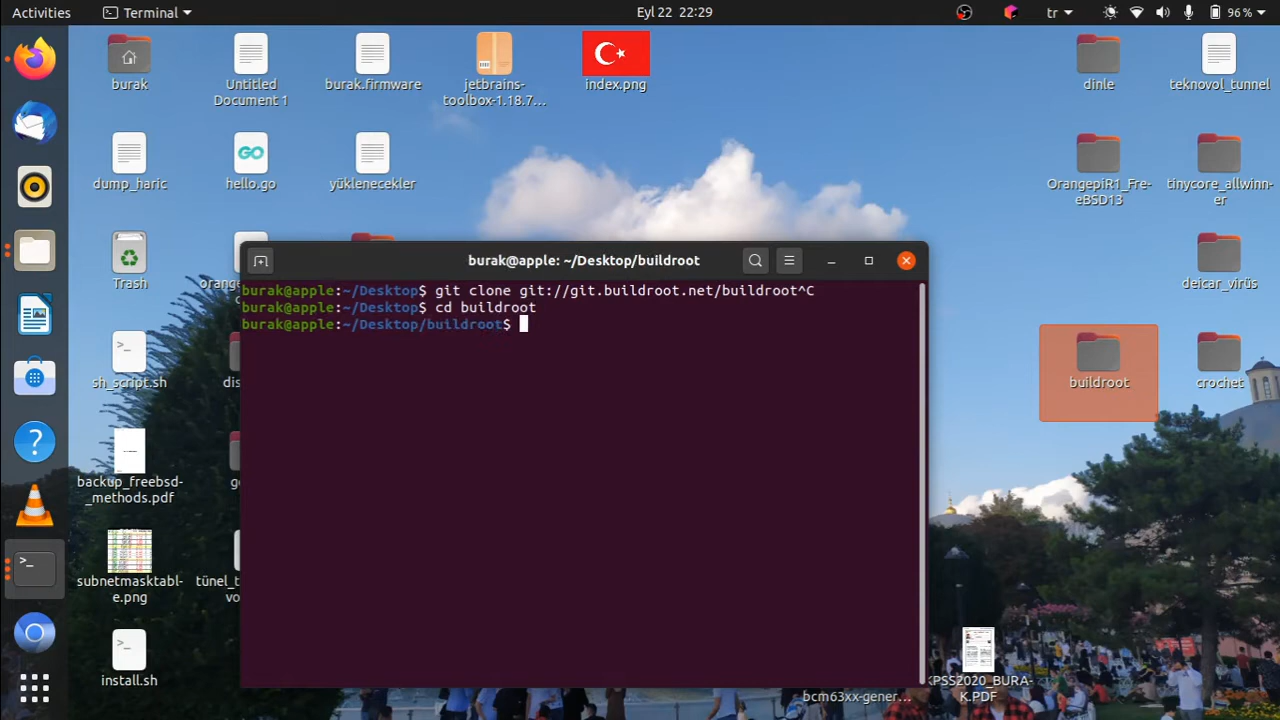 Activities
Terminal
Eyl 22 22:29
tr
96 %
burak
Untitled
Document 1
burak.firmware
jetbrains-
toolbox-1.18.7...
index.png
dinle
teknovol_tunnel
dump_haric
GO
hello.go
yüklenecekler
OrangepiR1_Fre-
eBSD13
tinycore_allwinn-
er
Trash
deicar_virüs
sh_script.sh
buildroot
crochet
backup_freebsd-
_methods.pdf
subnetmasktabl-
e.png
install.sh
burak@apple: ~/Desktop/buildroot
burak@apple:~/Desktop$ git clone git://git.buildroot.net/buildroot^C
burak@apple:~/Desktop$ cd buildroot
burak@apple:~/Desktop/buildroot$
bcm63xx-gener...
KPSS2020_BURA-
K.PDF